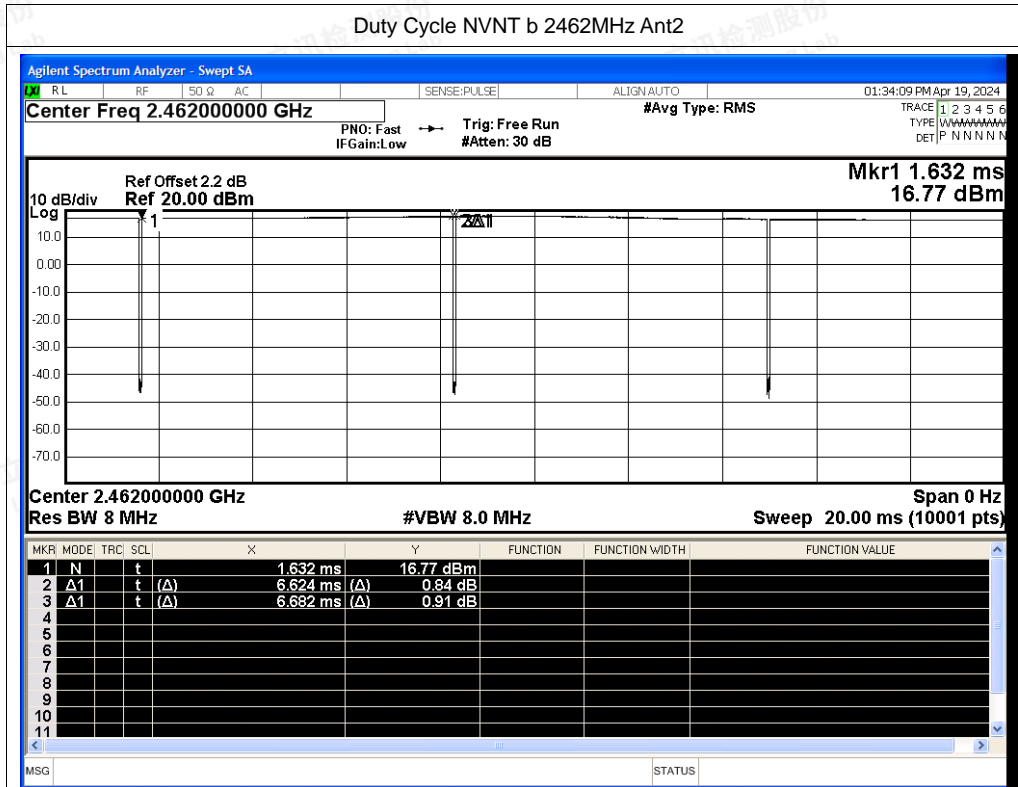 Duty Cycle NVNT b 2462MHz Ant2
Agilent Spectrum Analyzer - Swept SA
LXI RL RF 50 Ω AC SENSE:PULSE ALIGN AUTO 01:34:09 PM Apr 19, 2024
Center Freq 2.462000000 GHz #Avg Type: RMS TRACE 1 2 3 4 5 6
PNO: Fast Trig: Free Run TYPE WWWWWW
IFGain:Low #Atten: 30 dB DET P N N N N N
Mkr1 1.632 ms
Ref Offset 2.2 dB
10 dB/div Ref 20.00 dBm 16.77 dBm
Log
1 2Δ1
10.0
0.00
-10.0
-20.0
-30.0
-40.0
-50.0
-60.0
-70.0
Center 2.462000000 GHz Span 0 Hz
Res BW 8 MHz #VBW 8.0 MHz Sweep 20.00 ms (10001 pts)
MKR MODE TRC SCL X Y FUNCTION FUNCTION WIDTH FUNCTION VALUE
1 N t 1.632 ms 16.77 dBm
2 Δ1 t (Δ) 6.624 ms (Δ) 0.84 dB
3 Δ1 t (Δ) 6.682 ms (Δ) 0.91 dB
4
5
6
7
8
9
10
11
MSG STATUS